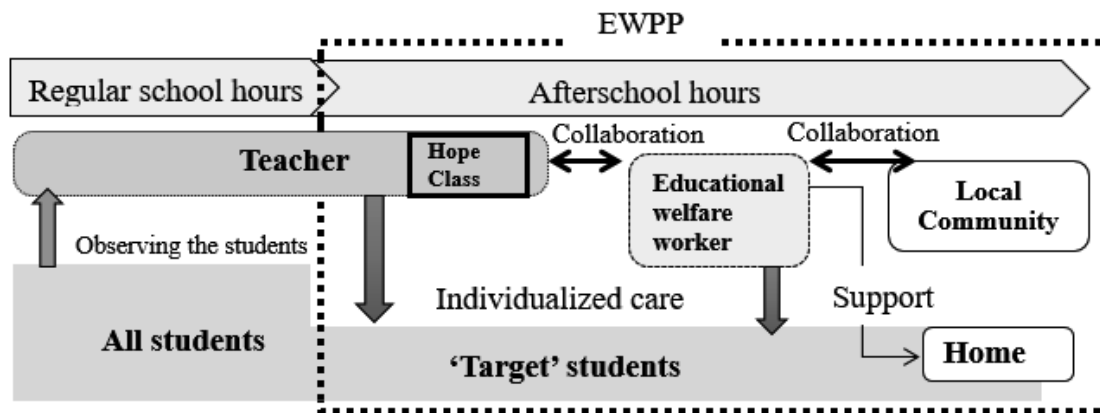 EWPP
Regular school hours
Afterschool hours
Teacher
Hope
Class
Collaboration
Collaboration
Educational
welfare
worker
Local
Community
Observing the students
All students
Individualized care
Support
‘Target’ students
Home